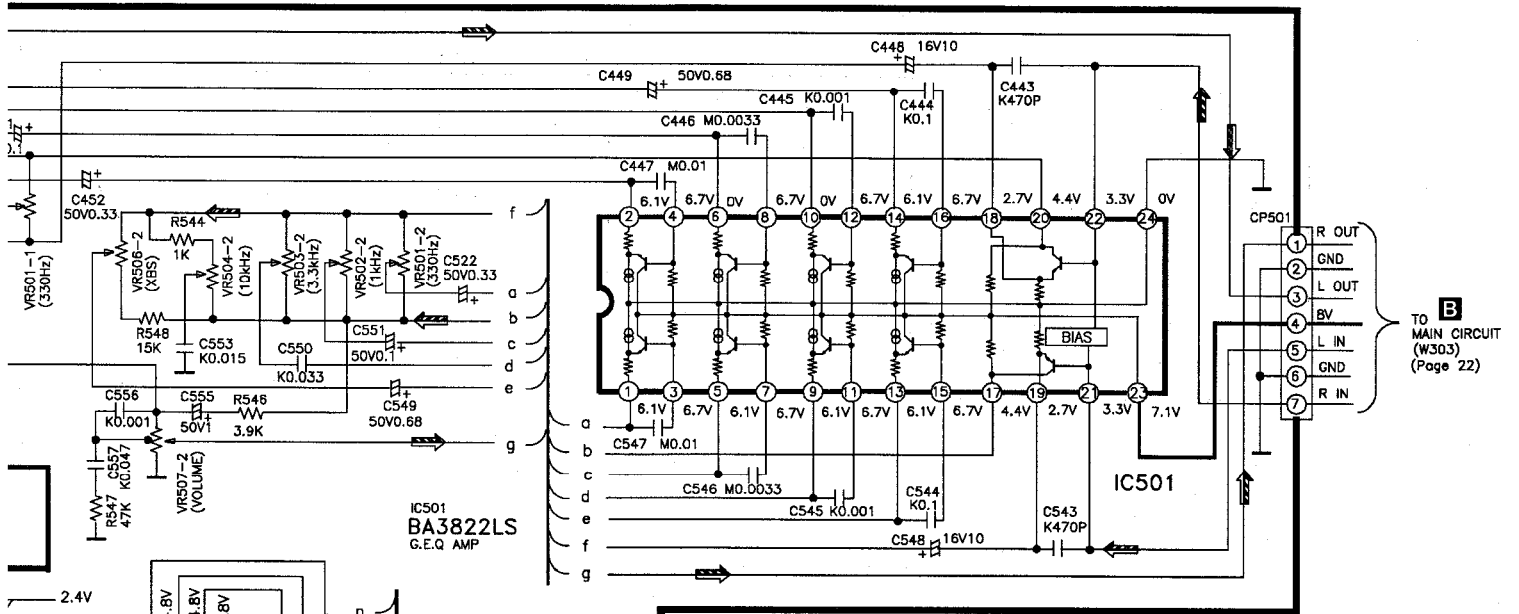 C448 16V10
C449 50V0.68
C443
K470P
C444
K0.1
C445 K0.001
C446 M0.0033
C447 M0.01
C452
50V0.33
6.1V 6.7V 0V 6.7V 0V 6.7V 6.1V 6.7V 2.7V 4.4V 3.3V 0V
2 4 6 8 10 12 14 16 18 20 22 24
VR501-1
(330Hz)
VR506-2
(XBS)
R544
1K
VR504-2
(10kHz)
VR503-2
(3.3kHz)
VR502-2
(1kHz)
VR501-2
(330Hz)
C522
50V0.33
R548
15K
C553
K0.015
C551
50V0.1
C550
K0.033
C549
50V0.68
f
a
b
c
d
e
g
C556
K0.001
C555
50V1
R546
3.9K
C557
K0.047
R547
47K
VR507-2
(VOLUME)
BIAS
1 3 5 7 9 11 13 15 17 19 21 23
6.1V 6.7V 6.1V 6.7V 6.1V 6.7V 6.1V 6.7V 4.4V 2.7V 3.3V 7.1V
a
b
c
d
e
f
g
C547 M0.01
C546 M0.0033
C545 K0.001
C544
K0.1
C548 16V10
C543
K470P
IC501
IC501
BA3822LS
G.E.Q AMP
CP501
1 R OUT
2 GND
3 L OUT
4 BV
5 L IN
6 GND
7 R IN
TO B
MAIN CIRCUIT
(W303)
(Page 22)
2.4V